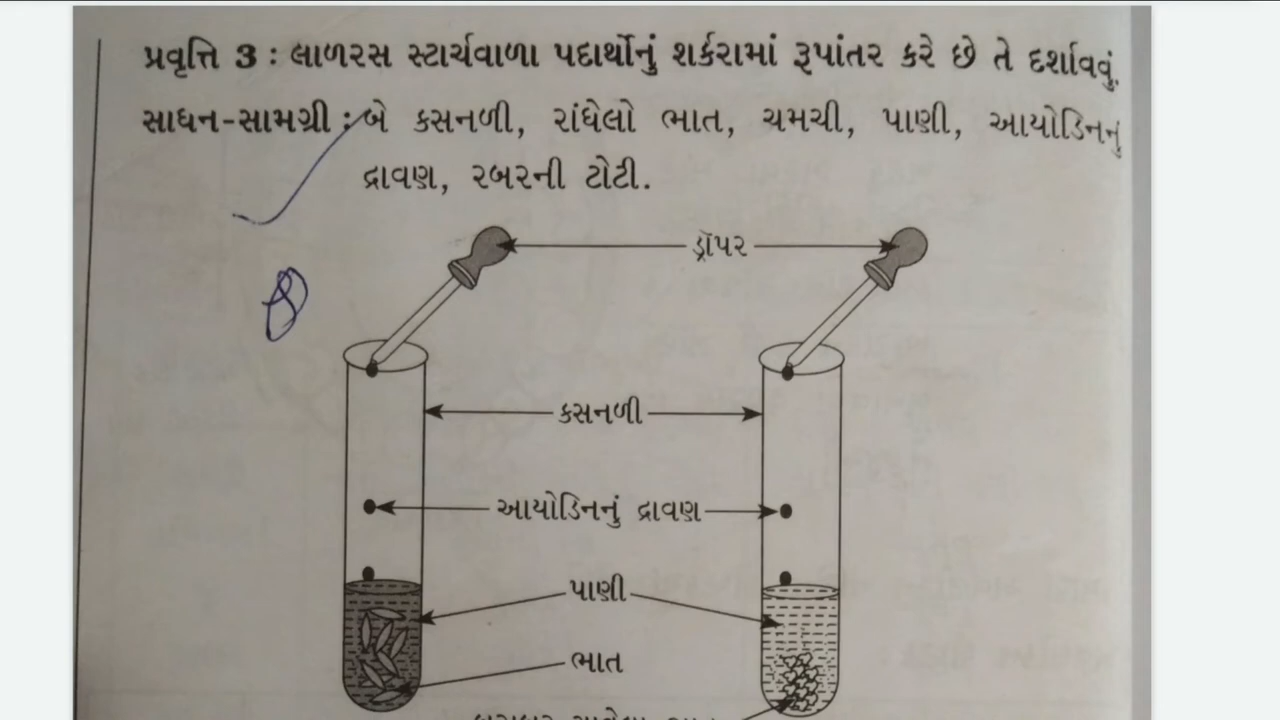 પ્રવૃત્તિ 3 : લાળરસ સ્ટાર્ચવાળા પદાર્થોનું શર્કરામાં રૂપાંતર કરે છે તે દર્શાવવું.
સાધન-સામગ્રી : બે કસનળી, રાંધેલો ભાત, ચમચી, પાણી, આયોડિનનું
દ્રાવણ, રબરની ટોટી.
ડ્રૉપર
કસનળી
આયોડિનનું દ્રાવણ
પાણી
ભાત